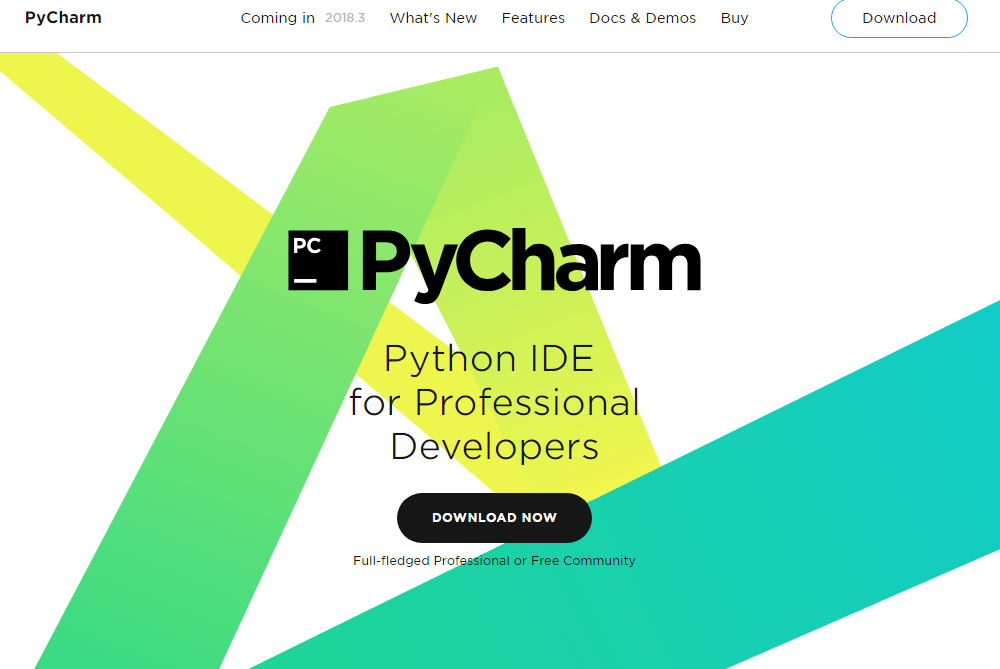 PyCharm Coming in 2018.3 What's New Features Docs & Demos Buy Download
PC PyCharm
Python IDE
for Professional
Developers
DOWNLOAD NOW
Full-fledged Professional or Free Community